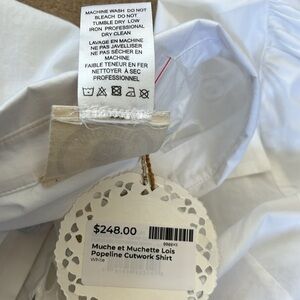 MACHINE WASH DO NOT
BLEACH DO NOT
TUMBLE DRY LOW
IRON PROFESSIONAL
DRY CLEAN
LAVAGE EN MACHINE
NE PAS JAVELLISER
NE PAS SÉCHER EN
MACHINE
FAIBLE TENEUR EN FER
NETTOYER À SEC
PROFESSIONNEL
$248.00
Muche et Muchette Lois
Popeline Cutwork Shirt
White